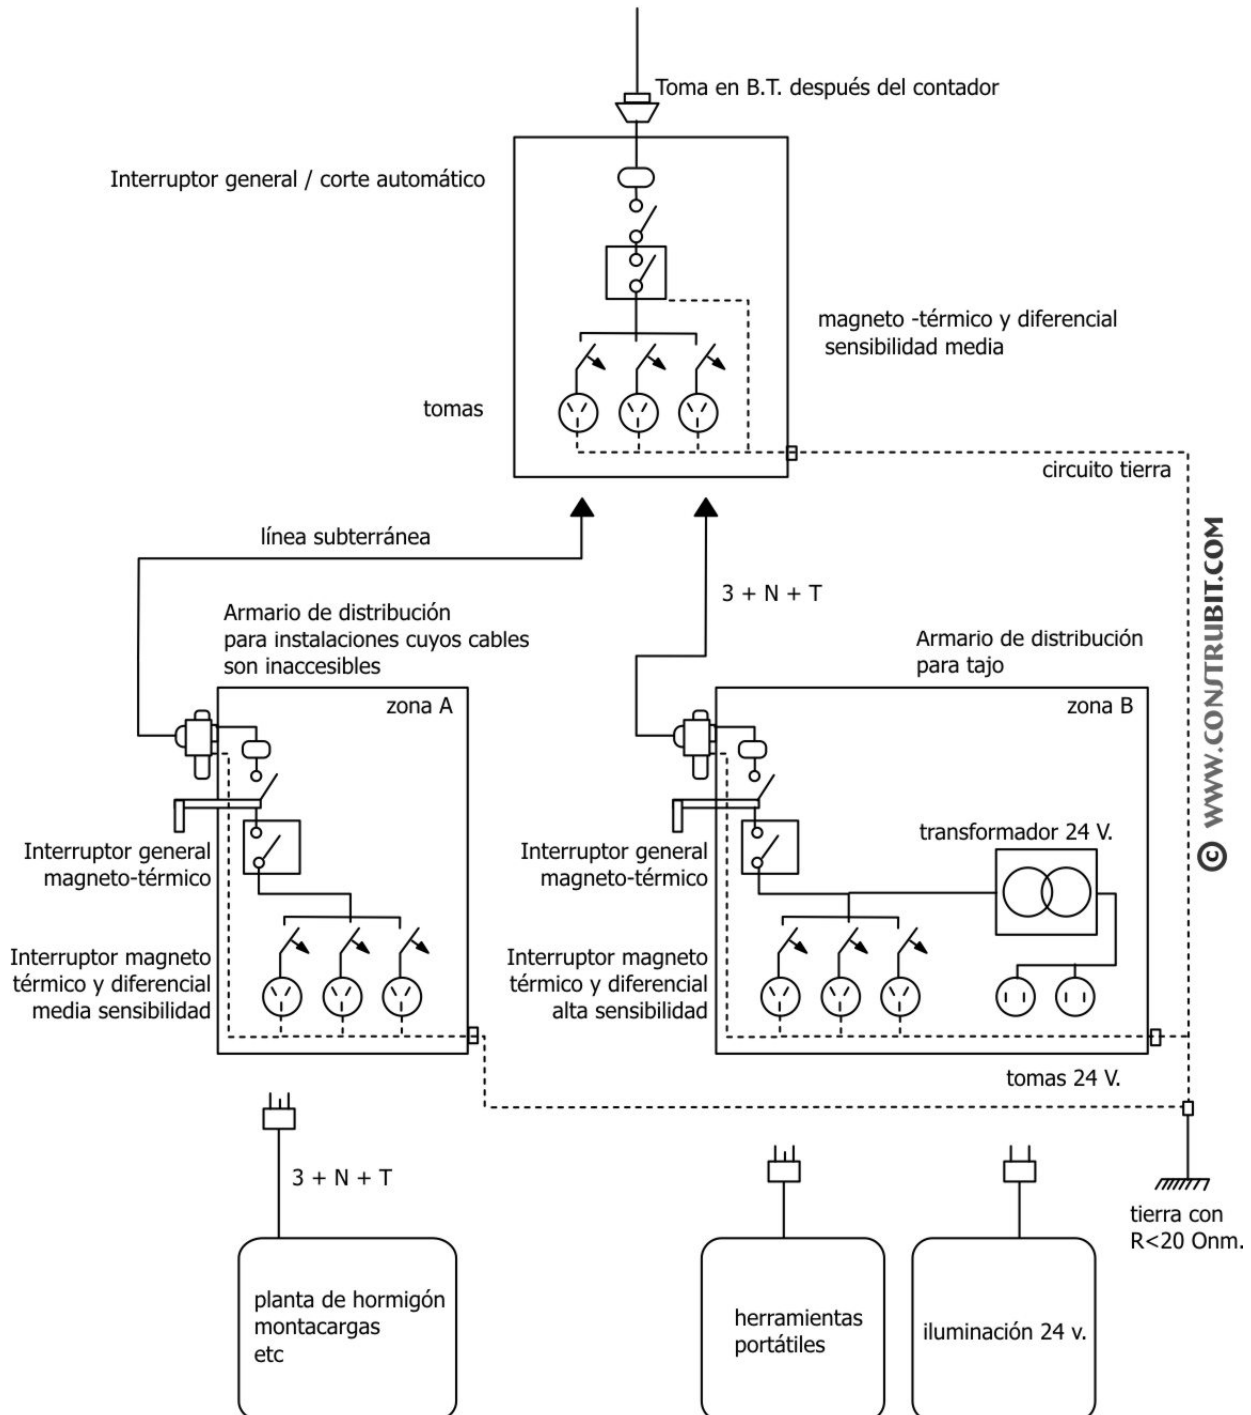 Toma en B.T. después del contador
Interruptor general / corte automático
magneto -térmico y diferencial
sensibilidad media
tomas
circuito tierra
línea subterránea
3 + N + T
Armario de distribución
para instalaciones cuyos cables
son inaccesibles
Armario de distribución
para tajo
zona A
zona B
transformador 24 V.
Interruptor general
magneto-térmico
Interruptor general
magneto-térmico
Interruptor magneto
térmico y diferencial
media sensibilidad
Interruptor magneto
térmico y diferencial
alta sensibilidad
tomas 24 V.
3 + N + T
tierra con
R<20 Onm.
planta de hormigón
montacargas
etc
herramientas
portátiles
iluminación 24 v.
© WWW.CONSTRUBIT.COM